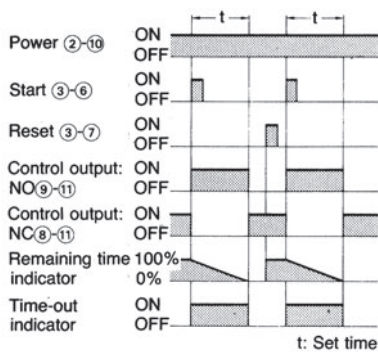 t t
Power ②-⑩ ON
OFF
Start ③-⑥ ON
OFF
Reset ③-⑦ ON
OFF
Control output: ON
NO⑨-⑪ OFF
Control output: ON
NC⑧-⑪ OFF
Remaining time 100%
indicator 0%
Time-out ON
indicator OFF
t: Set time